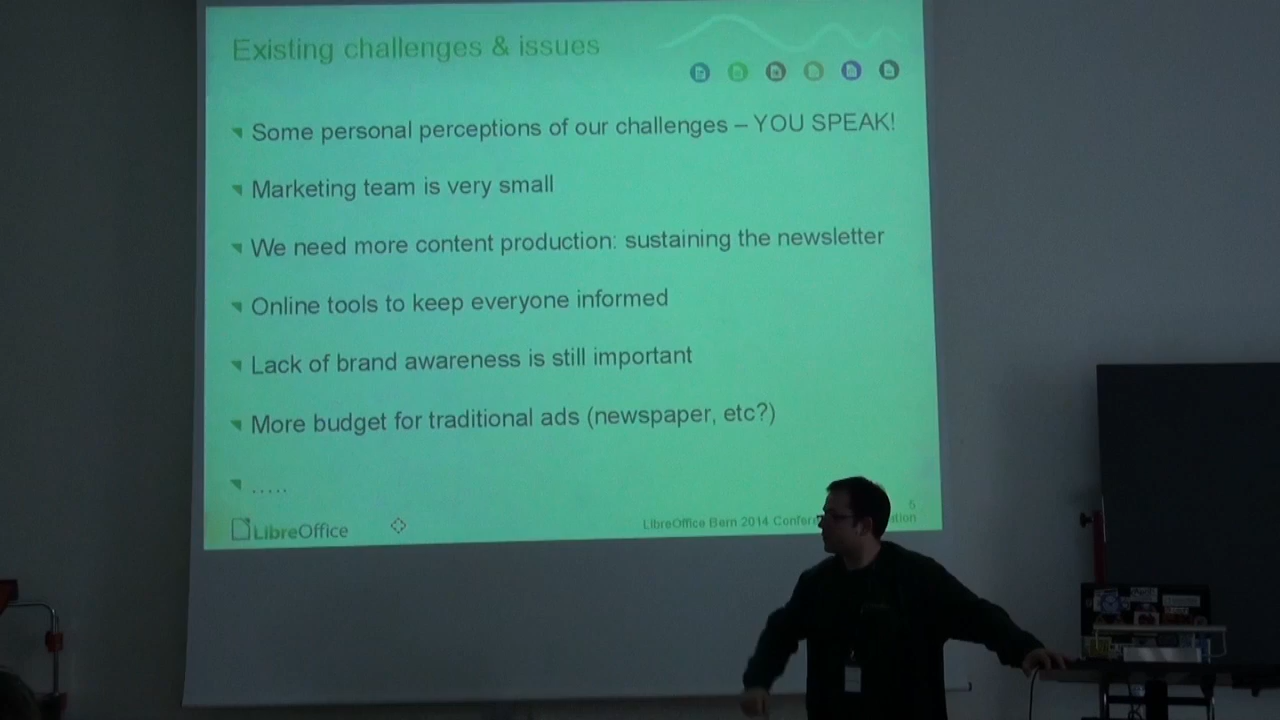 Existing challenges & issues
Some personal perceptions of our challenges – YOU SPEAK!
Marketing team is very small
We need more content production: sustaining the newsletter
Online tools to keep everyone informed
Lack of brand awareness is still important
More budget for traditional ads (newspaper, etc?)
.....
5
LibreOffice
LibreOffice Bern 2014